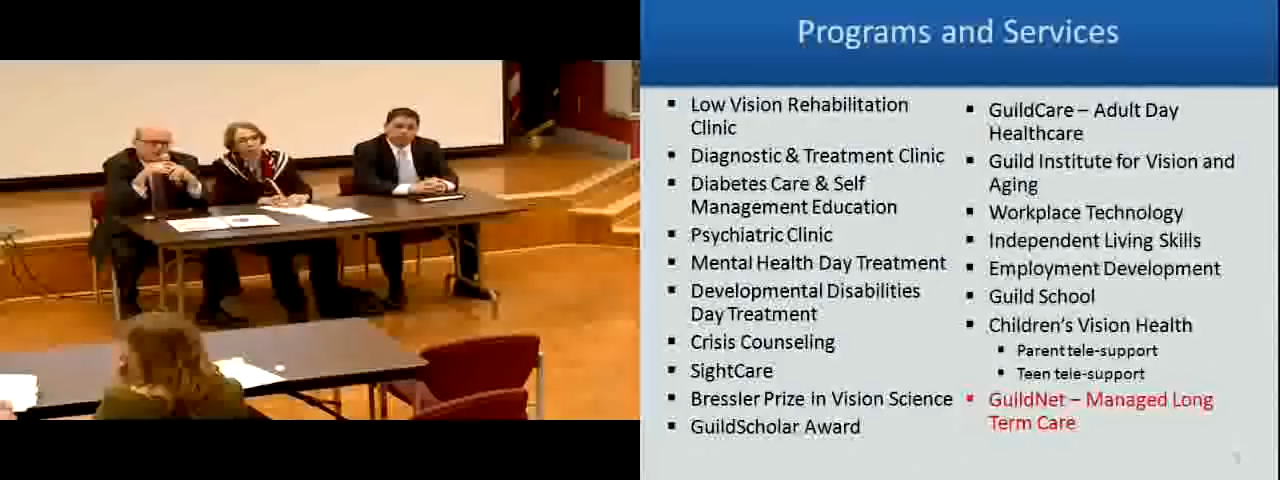 Programs and Services
▪ Low Vision Rehabilitation
Clinic
▪ Diagnostic & Treatment Clinic
▪ Diabetes Care & Self
Management Education
▪ Psychiatric Clinic
▪ Mental Health Day Treatment
▪ Developmental Disabilities
Day Treatment
▪ Crisis Counseling
▪ SightCare
▪ Bressler Prize in Vision Science
▪ GuildScholar Award
▪ GuildCare – Adult Day
Healthcare
▪ Guild Institute for Vision and
Aging
▪ Workplace Technology
▪ Independent Living Skills
▪ Employment Development
▪ Guild School
▪ Children's Vision Health
▪ Parent tele-support
▪ Teen tele-support
▪ GuildNet – Managed Long
Term Care